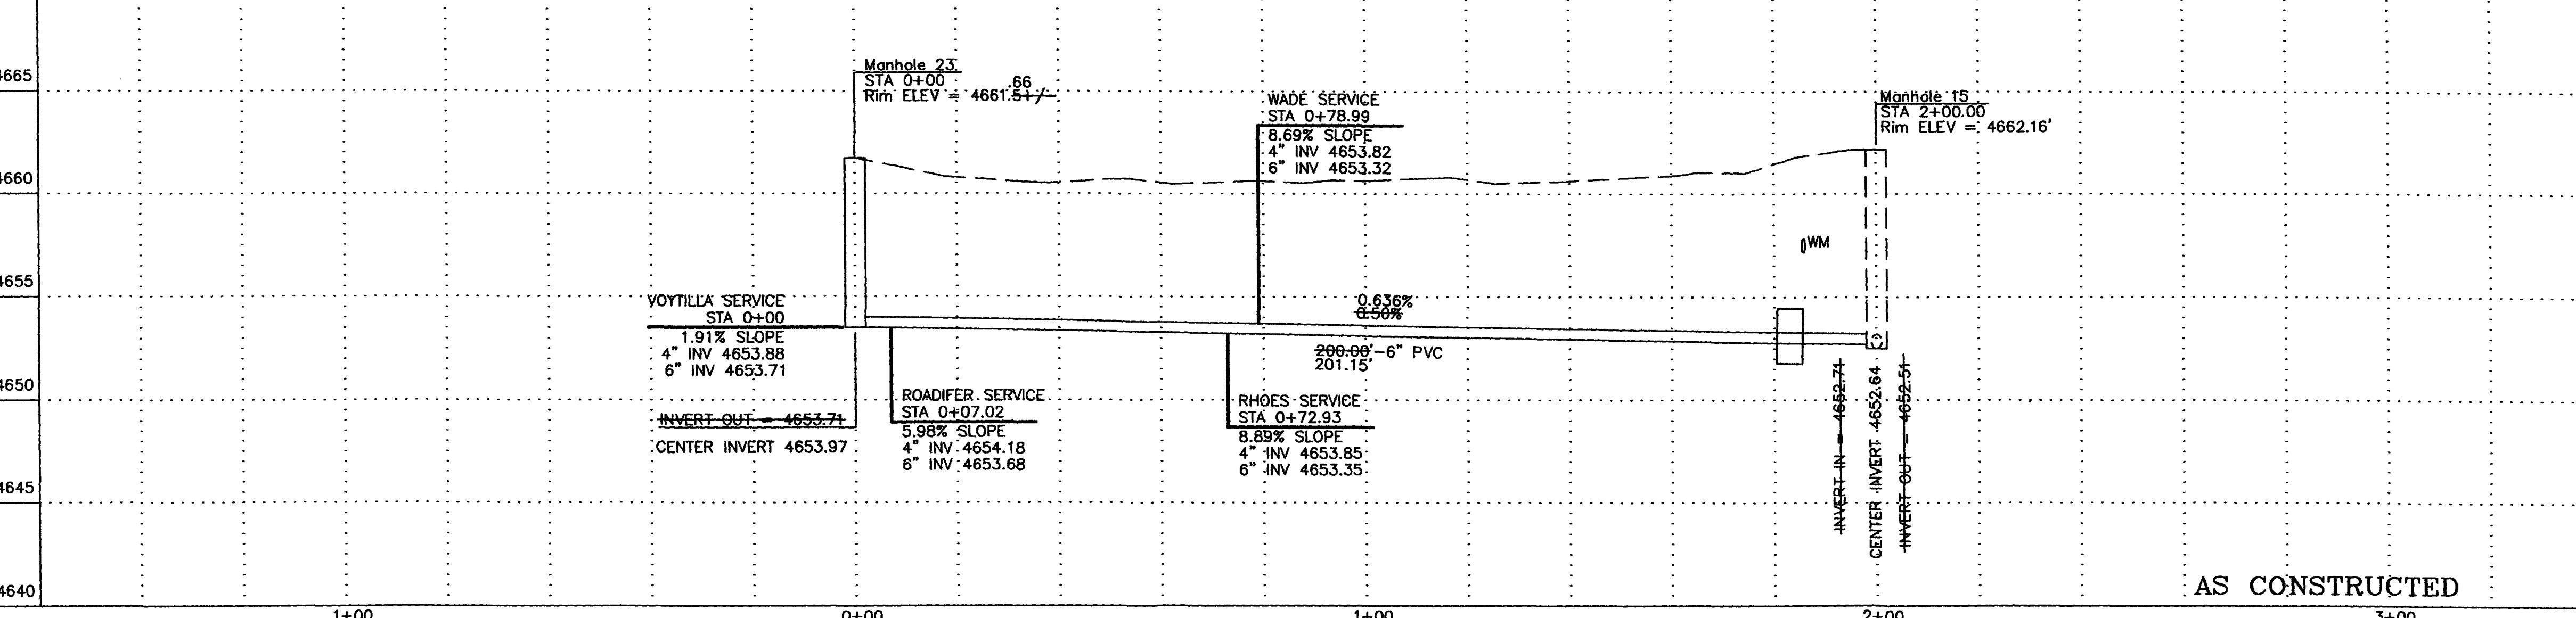 Manhole 23
STA 0+00
.66
Rim ELEV = 4661.51/
WADE SERVICE
STA 0+78.99
8.69% SLOPE
4" INV 4653.82
6" INV 4653.32
Manhole 15
STA 2+00.00
Rim ELEV = 4662.16'
4665
4660
4655
4650
4645
4640
WM
VOYTILLA SERVICE
STA 0+00
1.91% SLOPE
4" INV 4653.88
6" INV 4653.71
INVERT OUT = 4653.71
CENTER INVERT 4653.97
ROADIFER SERVICE
STA 0+07.02
5.98% SLOPE
4" INV 4654.18
6" INV 4653.68
RHOES SERVICE
STA 0+72.93
8.89% SLOPE
4" INV 4653.85
6" INV 4653.35
0.636%
0.50%
200.00'-6" PVC
201.15'
INVERT IN = 4652.71
CENTER INVERT 4652.64
INVERT OUT = 4652.51
AS CONSTRUCTED
1+00
0+00
1+00
2+00
3+00